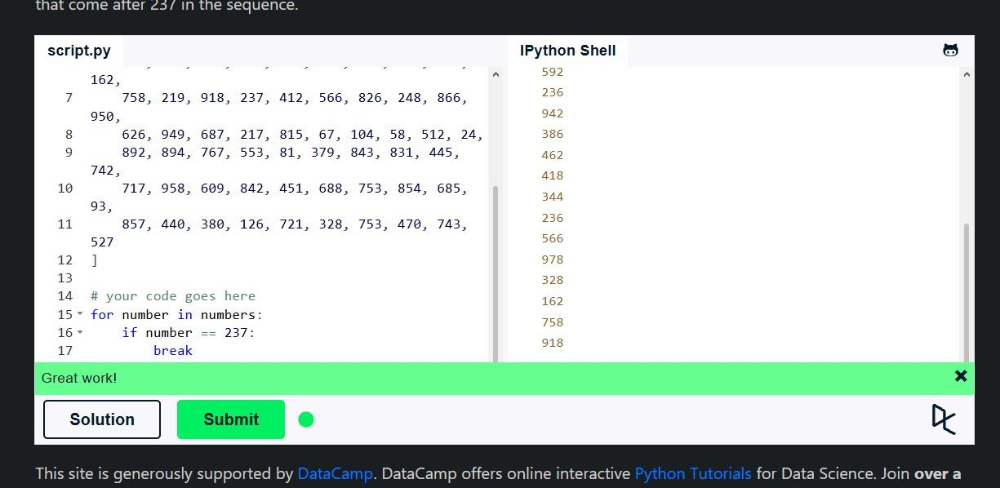 that come after 237 in the sequence.
script.py
IPython Shell
162,
7 758, 219, 918, 237, 412, 566, 826, 248, 866,
950,
8 626, 949, 687, 217, 815, 67, 104, 58, 512, 24,
9 892, 894, 767, 553, 81, 379, 843, 831, 445,
742,
10 717, 958, 609, 842, 451, 688, 753, 854, 685,
93,
11 857, 440, 380, 126, 721, 328, 753, 470, 743,
527
12 ]
13
14 # your code goes here
15 for number in numbers:
16 if number == 237:
17 break
592
236
942
386
462
418
344
236
566
978
328
162
758
918
Great work!
Solution
Submit
This site is generously supported by DataCamp. DataCamp offers online interactive Python Tutorials for Data Science. Join over a